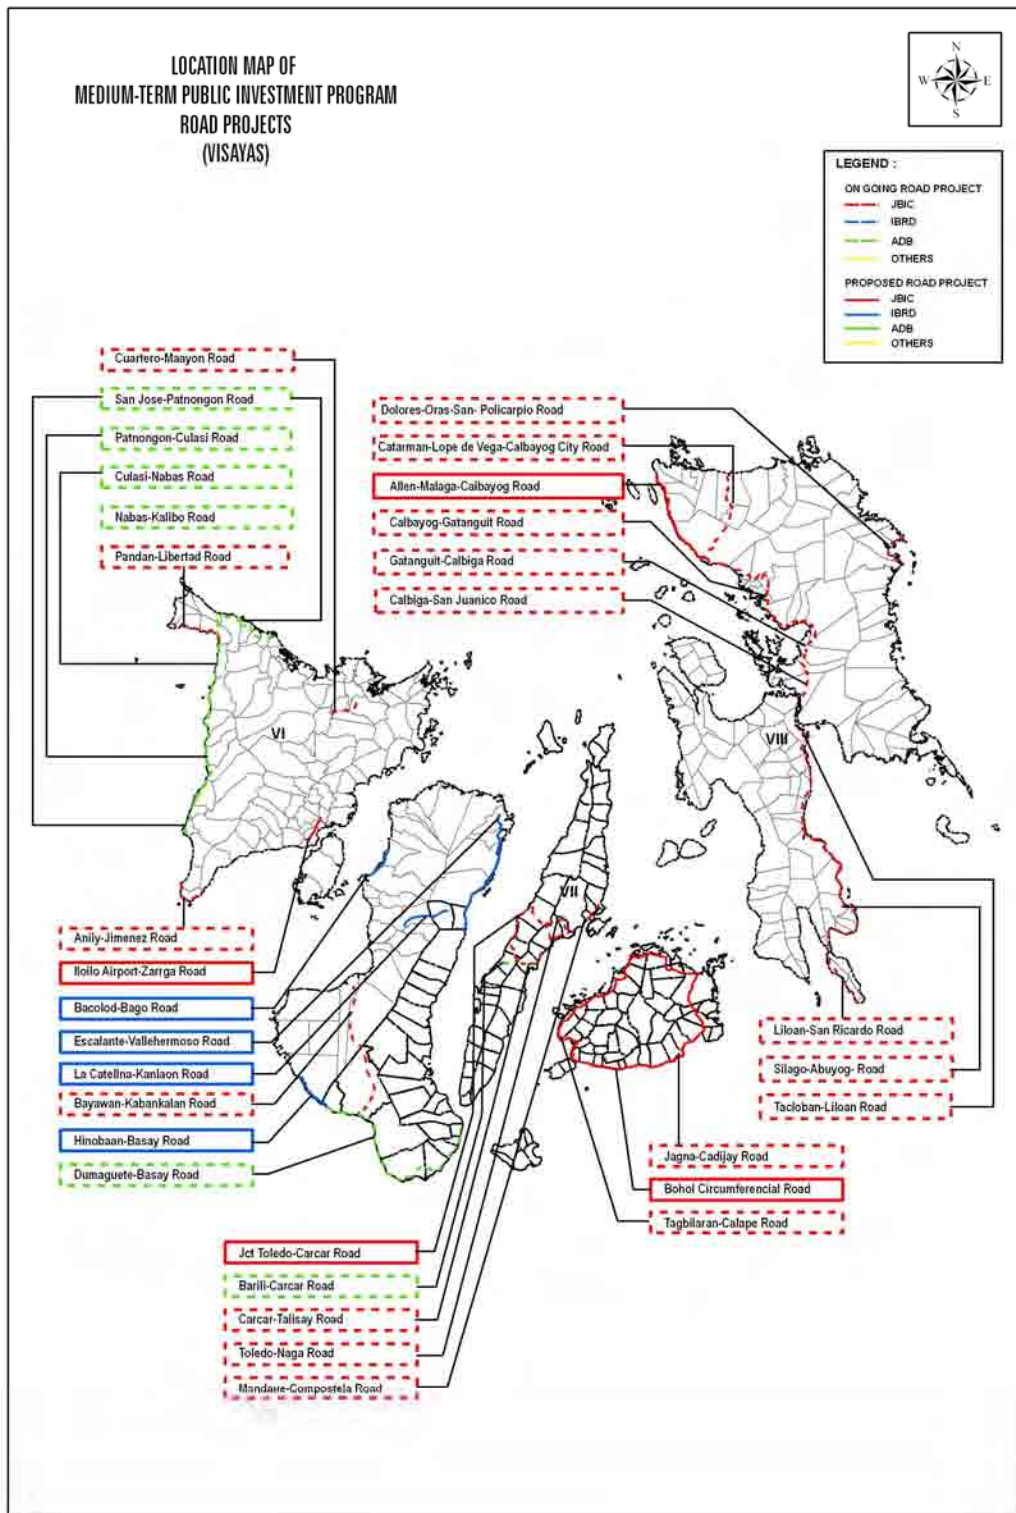 LOCATION MAP OF
MEDIUM-TERM PUBLIC INVESTMENT PROGRAM
ROAD PROJECTS
(VISAYAS)
N
W
E
S
LEGEND :
ON GOING ROAD PROJECT
JBIC
IBRD
ADB
OTHERS
PROPOSED ROAD PROJECT
JBIC
IBRD
ADB
OTHERS
Cuartero-Maayon Road
San Jose-Patnongon Road
Patnongon-Culasi Road
Culasi-Nabas Road
Nabas-Kalibo Road
Pandan-Libertad Road
Dolores-Oras-San- Policarpio Road
Catarman-Lope de Vega-Calbayog City Road
Allen-Malaga-Calbayog Road
Calbayog-Gatanguit Road
Gatanguit-Calbiga Road
Calbiga-San Juanico Road
VI
VIII
VII
Anily-Jimenez Road
Iloilo Airport-Zarrga Road
Bacolod-Bago Road
Escalante-Vallehermoso Road
La Catelina-Kanlaon Road
Bayawan-Kabankalan Road
Hinobaan-Basay Road
Dumaguete-Basay Road
Liloan-San Ricardo Road
Silago-Abuyog- Road
Tacloban-Liloan Road
Jagna-Cadijay Road
Bohol Circumferencial Road
Tagbilaran-Calape Road
Jct Toledo-Carcar Road
Barili-Carcar Road
Carcar-Talisay Road
Toledo-Naga Road
Mandaue-Compostela Road